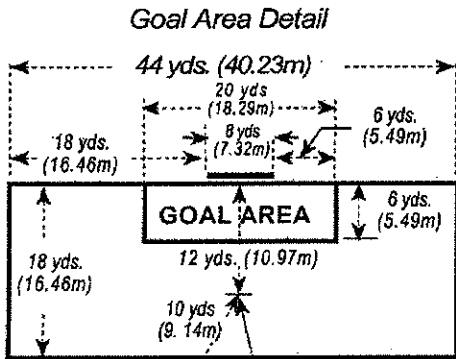 Goal Area Detail
44 yds. (40.23m)
20 yds
(18.29m)
8 yds
(7.32m)
6 yds.
(5.49m)
18 yds.
(16.46m)
GOAL AREA
6 yds.
(5.49m)
18 yds.
(16.46m)
12 yds. (10.97m)
10 yds
(9.14m)